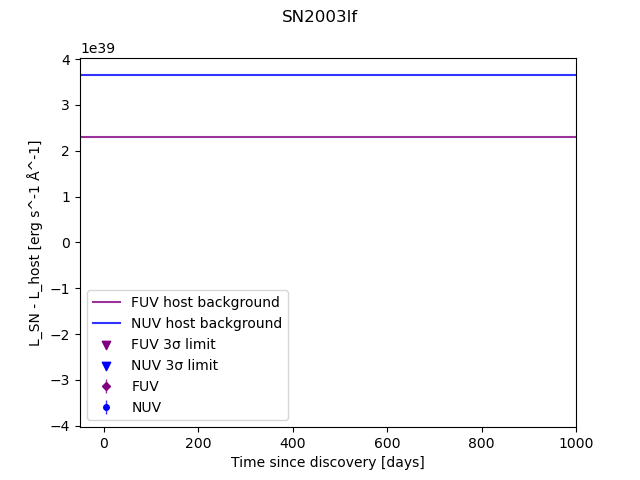 SN2003lf
1e39
4
3
2
1
0
−1
−2
−3
−4
L_SN - L_host [erg s^-1 Å^-1]
FUV host background
NUV host background
FUV 3σ limit
NUV 3σ limit
FUV
NUV
0 200 400 600 800 1000
Time since discovery [days]